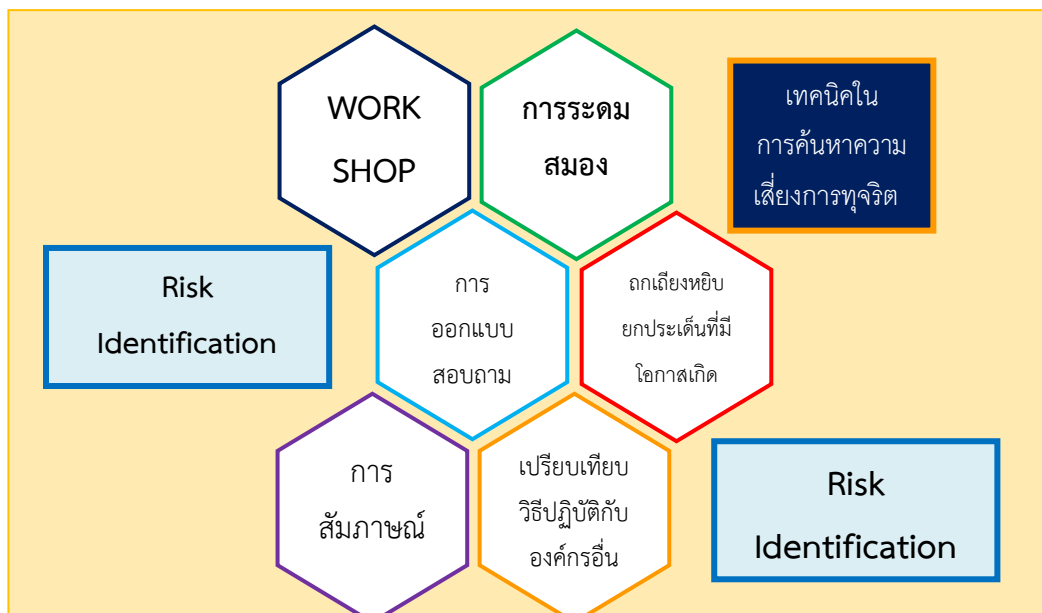 WORK
SHOP
การระดม
สมอง
เทคนิคใน
การค้นหาความ
เสี่ยงการทุจริต
Risk
Identification
การ
ออกแบบ
สอบถาม
ถกเถียงหยิบ
ยกประเด็นที่มี
โอกาสเกิด
การ
สัมภาษณ์
เปรียบเทียบ
วิธีปฏิบัติกับ
องค์กรอื่น
Risk
Identification